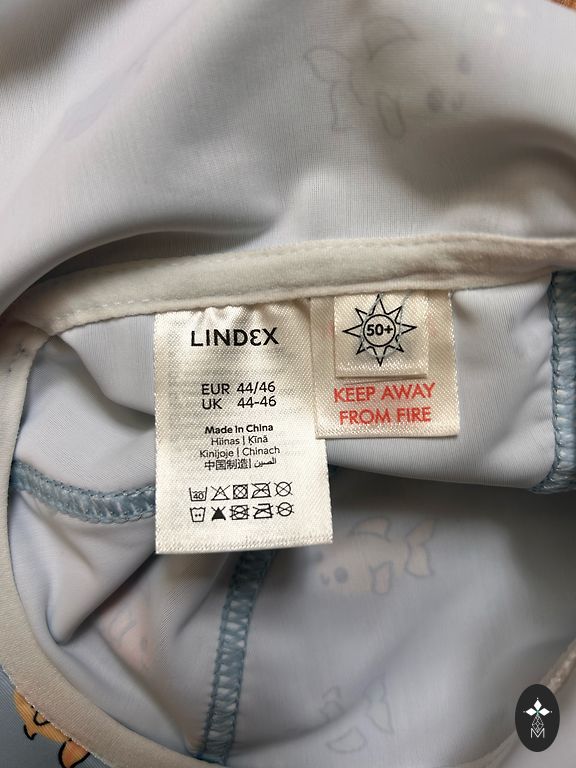 LINDEX
EUR 44/46
UK 44-46
Made in China
Hiinas | Ķīnā
Kinijoje | Chinach
中国制造 | الصين
40
50+
KEEP AWAY
FROM FIRE
M